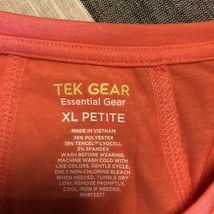 TEK GEAR
Essential Gear
XL PETITE
MADE IN VIETNAM
76% POLYESTER
19% TENCEL™ LYOCELL
5% SPANDEX
WASH BEFORE WEARING,
MACHINE WASH COLD WITH
LIKE COLORS, GENTLE CYCLE.
ONLY NON-CHLORINE BLEACH
WHEN NEEDED, TUMBLE DRY
LOW, REMOVE PROMPTLY,
COOL IRON IF NEEDED.
RN#73277